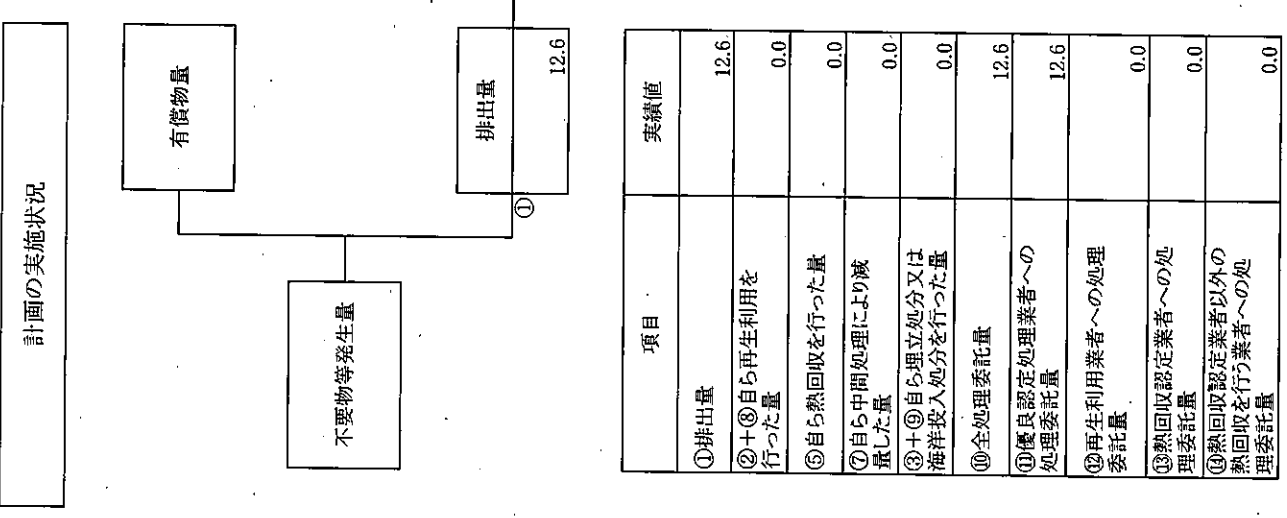 計画の実施状況
有償物量
不要物等発生量
排出量
①
12.6
項目
実績値
①排出量
12.6
②+⑧自ら再生利用を
行った量
0.0
⑤自ら熱回収を行った量
0.0
⑦自ら中間処理により減
量した量
0.0
③+⑨自ら埋立処分又は
海洋投入処分を行った量
0.0
⑩全処理委託量
12.6
⑪優良認定処理業者への
処理委託量
12.6
⑫再生利用業者への処理
委託量
0.0
⑬熱回収認定業者への処
理委託量
0.0
⑭熱回収認定業者以外の
熱回収を行う業者への処
理委託量
0.0